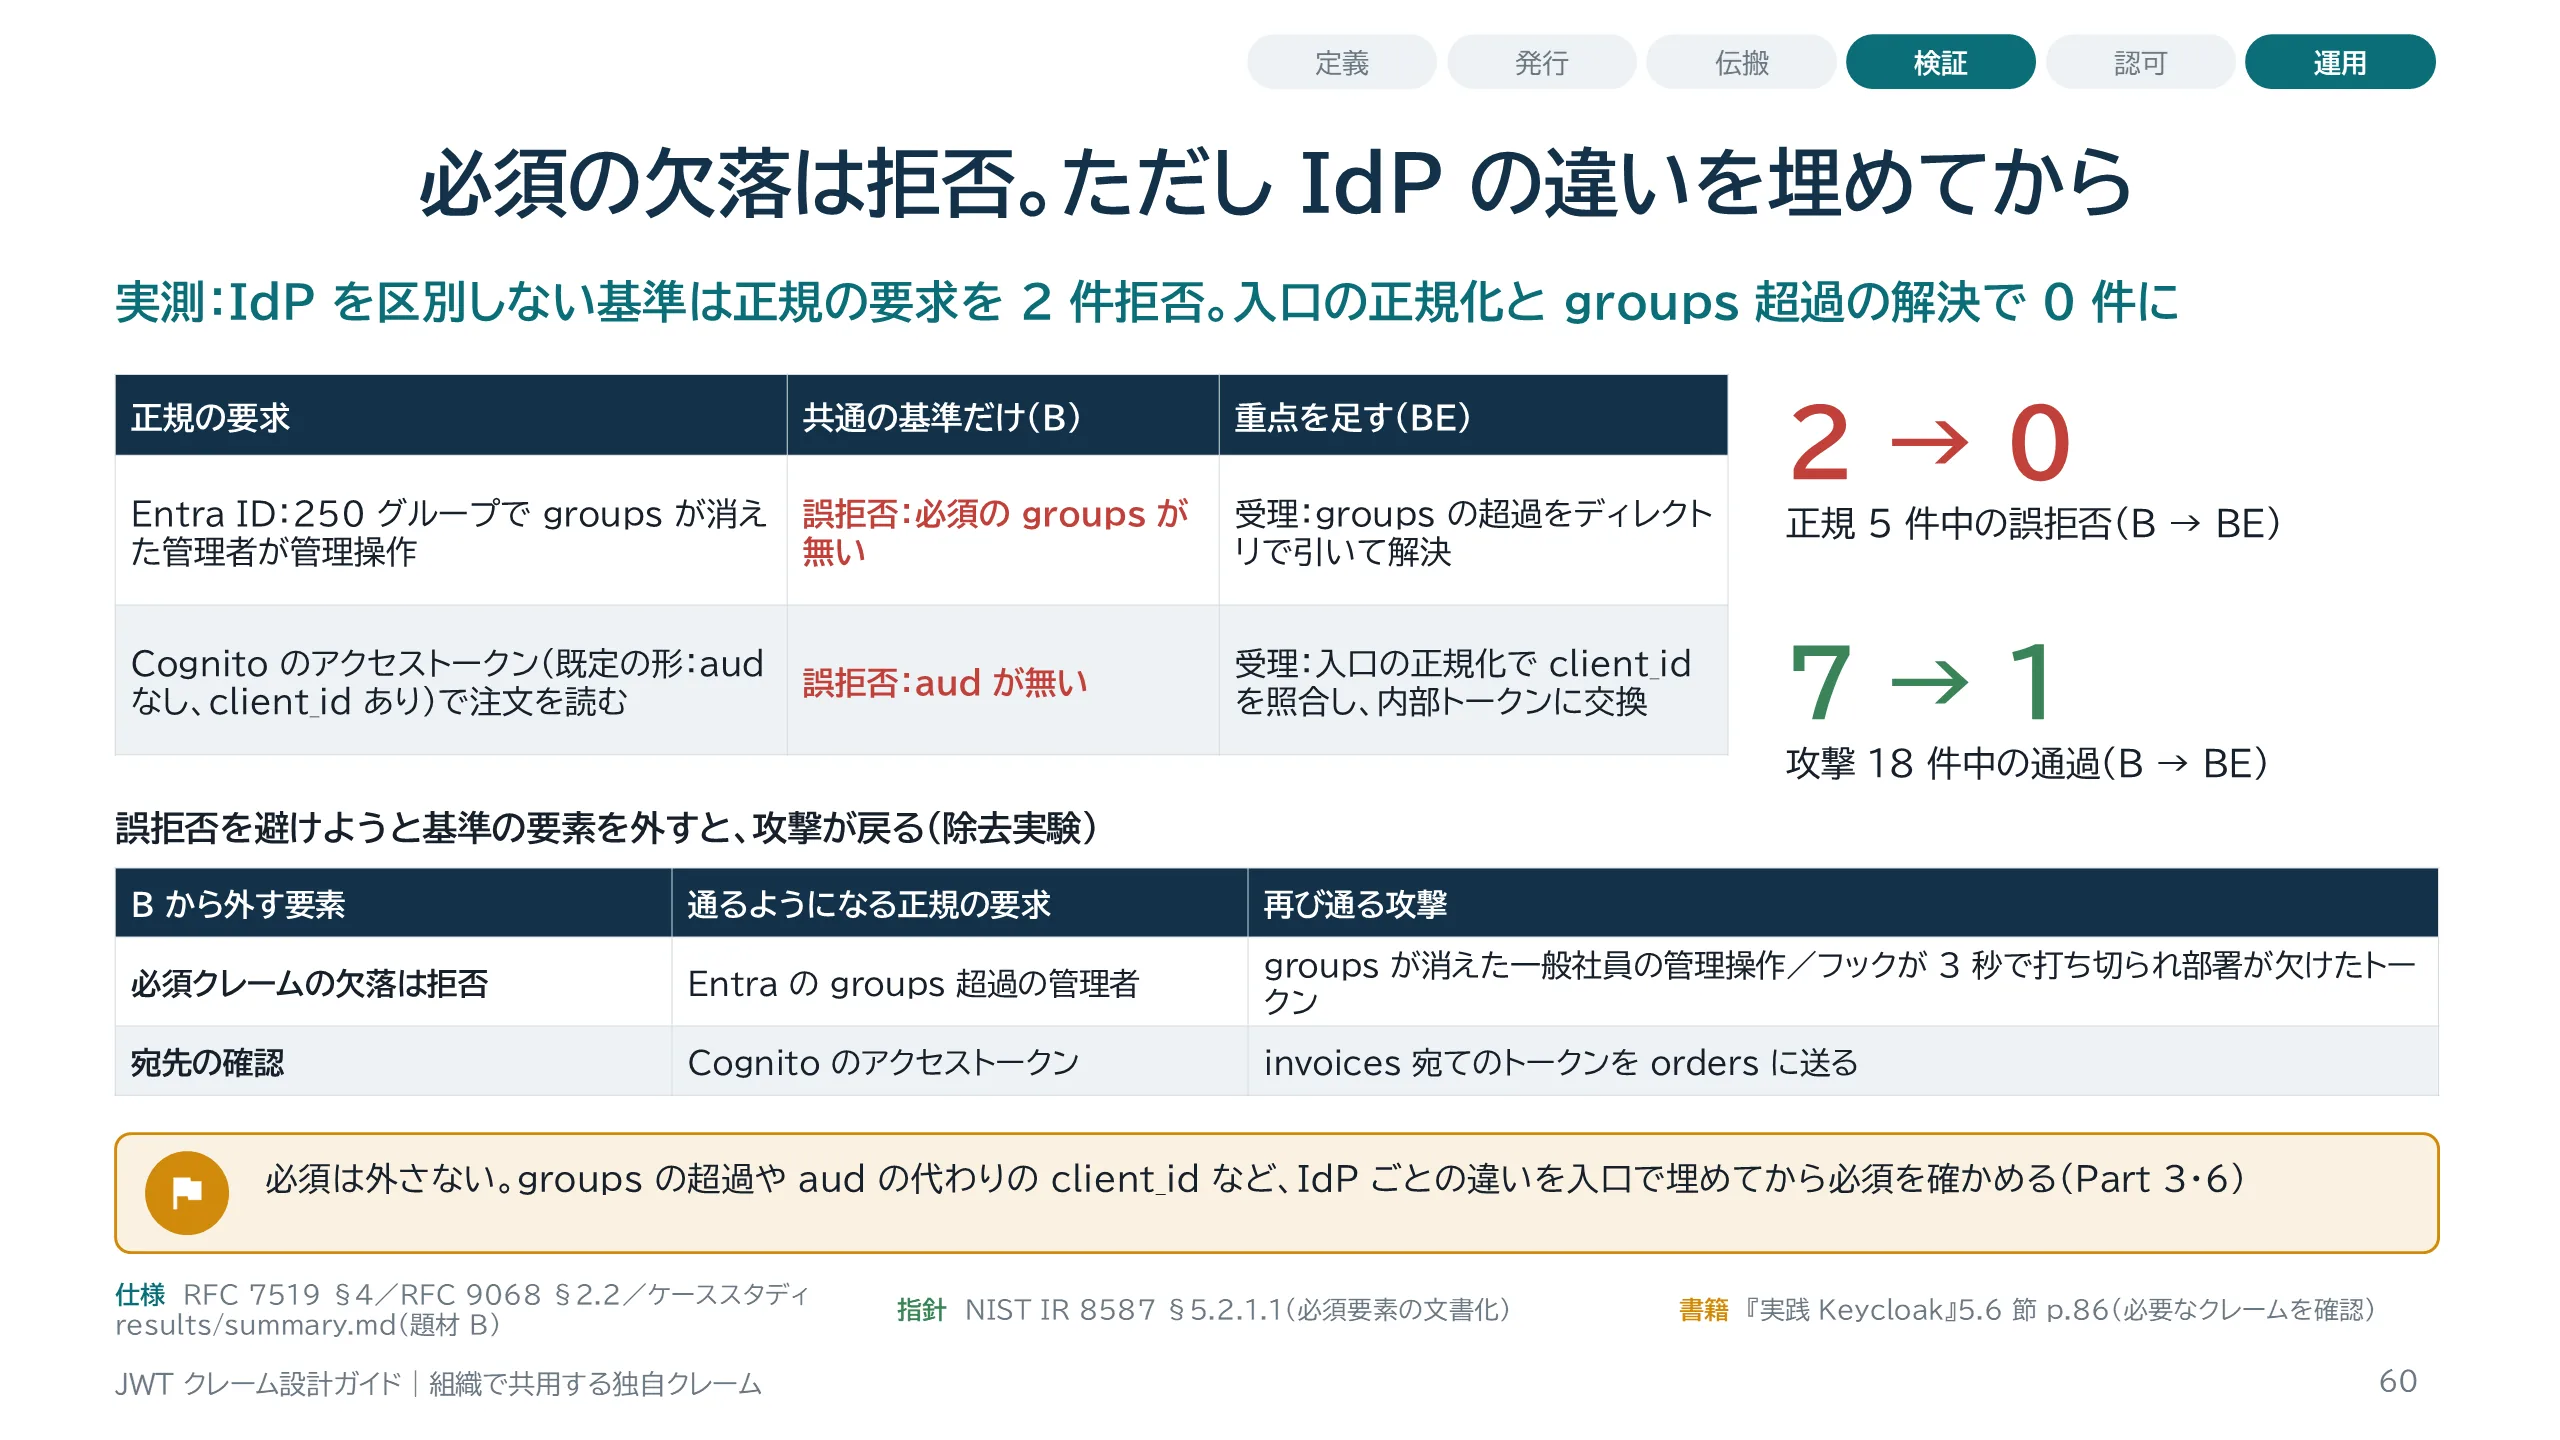 定義 発行 伝搬 検証 認可 運用
必須の欠落は拒否。ただし IdP の違いを埋めてから
実測：IdP を区別しない基準は正規の要求を 2 件拒否。入口の正規化と groups 超過の解決で 0 件に
正規の要求 共通の基準だけ（B） 重点を足す（BE）
Entra ID：250 グループで groups が消え
た管理者が管理操作
誤拒否：必須の groups が
無い
受理：groups の超過をディレクト
リで引いて解決
Cognito のアクセストークン（既定の形：aud
なし、client_id あり）で注文を読む
誤拒否：aud が無い
受理：入口の正規化で client_id
を照合し、内部トークンに交換
2 → 0
正規 5 件中の誤拒否（B → BE）
7 → 1
攻撃 18 件中の通過（B → BE）
誤拒否を避けようと基準の要素を外すと、攻撃が戻る（除去実験）
B から外す要素 通るようになる正規の要求 再び通る攻撃
必須クレームの欠落は拒否 Entra の groups 超過の管理者
groups が消えた一般社員の管理操作／フックが 3 秒で打ち切られ部署が欠けたトー
クン
宛先の確認 Cognito のアクセストークン invoices 宛てのトークンを orders に送る
必須は外さない。groups の超過や aud の代わりの client_id など、IdP ごとの違いを入口で埋めてから必須を確かめる（Part 3・6）
仕様 RFC 7519 §4／RFC 9068 §2.2／ケーススタディ
results/summary.md（題材 B）
指針 NIST IR 8587 §5.2.1.1（必須要素の文書化）
書籍 『実践 Keycloak』5.6 節 p.86（必要なクレームを確認）
JWT クレーム設計ガイド｜組織で共用する独自クレーム
60